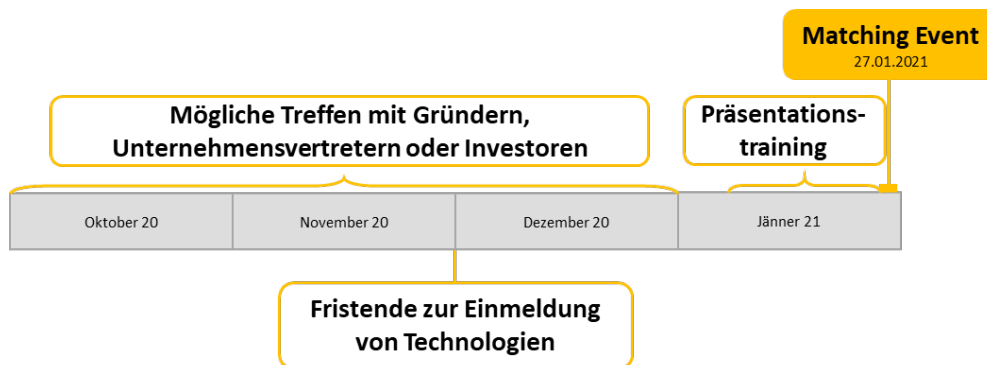 Matching Event
27.01.2021
Mögliche Treffen mit Gründern,
Unternehmensvertretern oder Investoren
Präsentations-
training
Oktober 20
November 20
Dezember 20
Jänner 21
Fristende zur Einmeldung
von Technologien